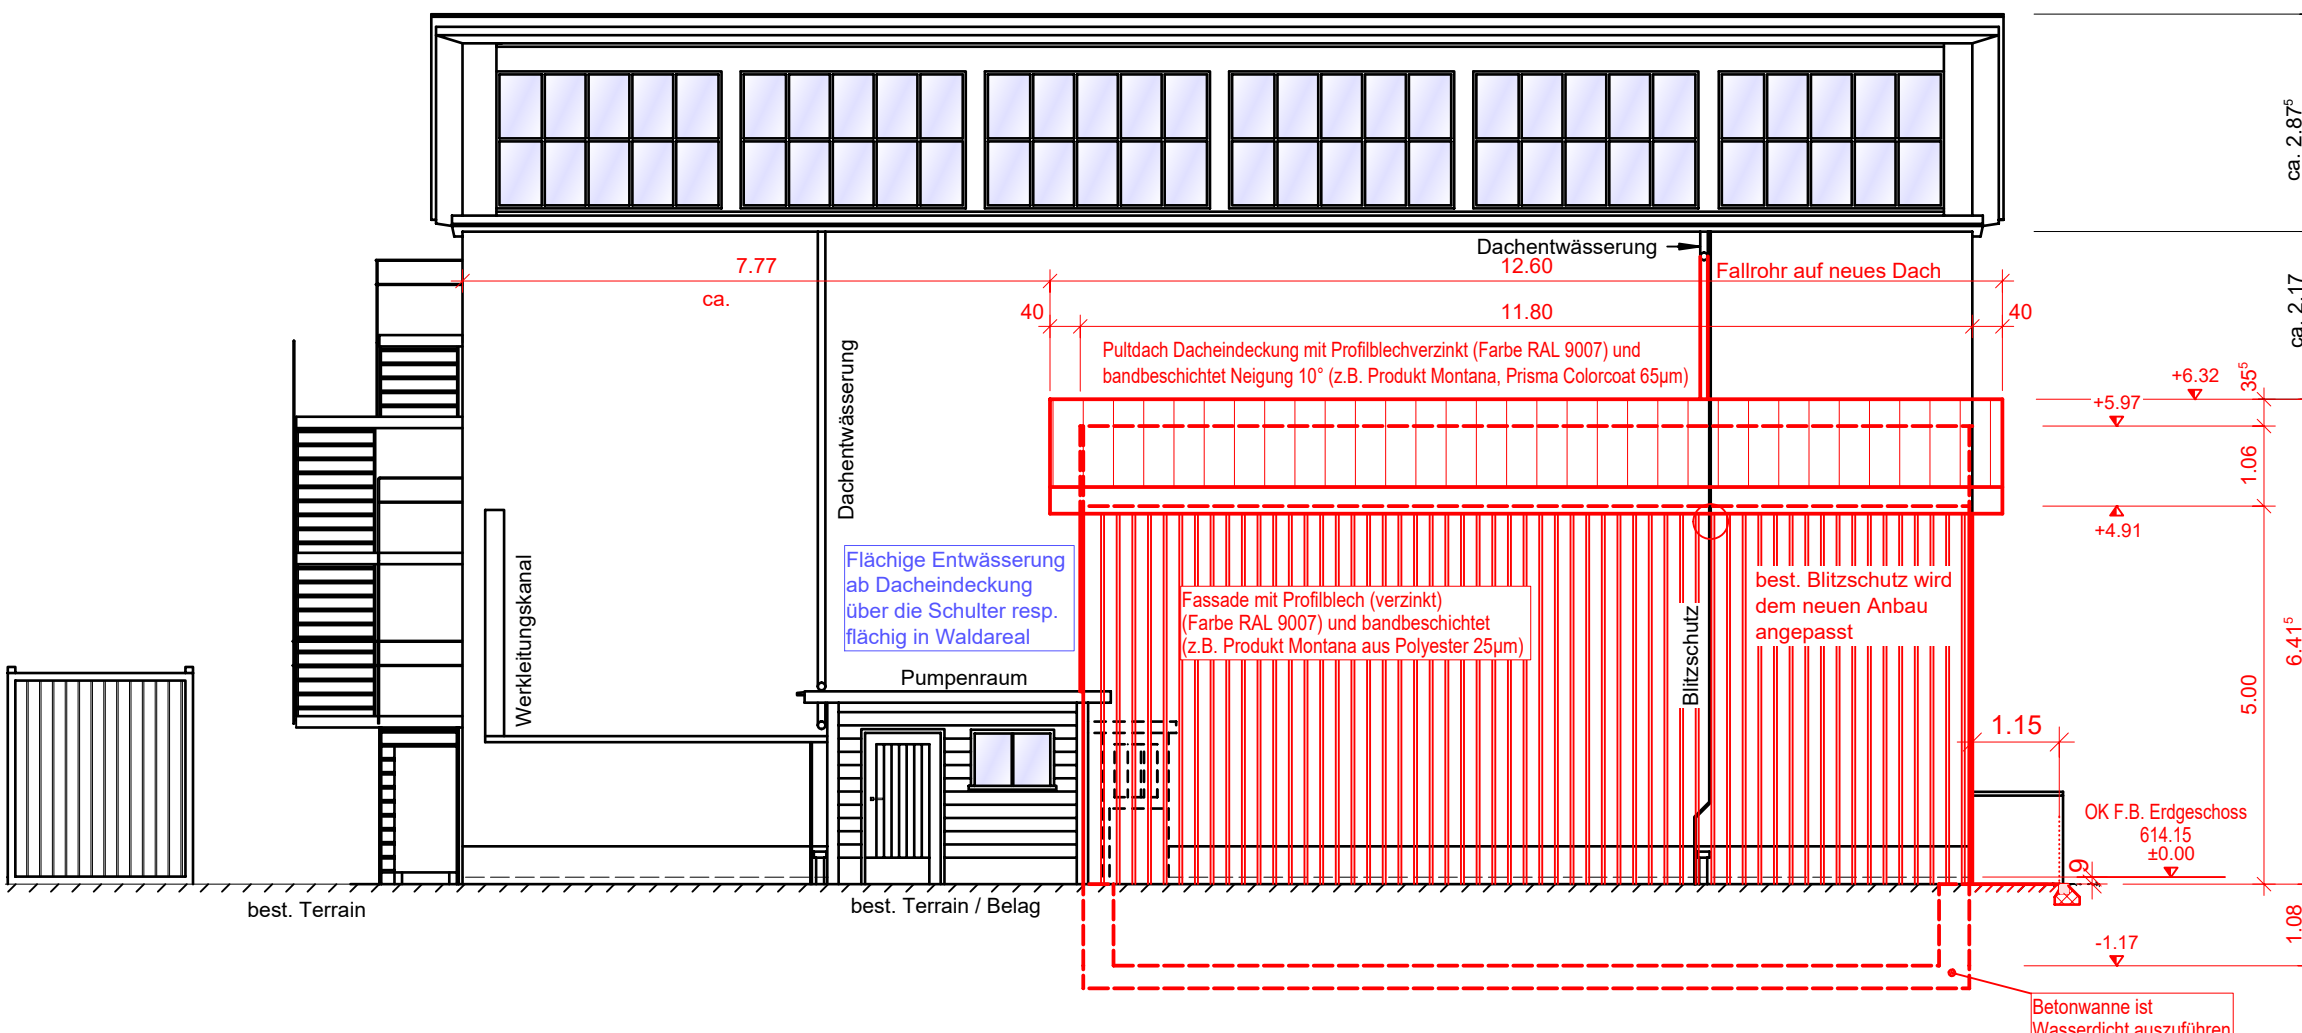 ca. 2.87⁵
Dachentwässerung
7.77
12.60
Fallrohr auf neues Dach
ca. 2.17
ca.
40
11.80
40
Pultdach Dacheindeckung mit Profilblechverzinkt (Farbe RAL 9007) und
bandbeschichtet Neigung 10° (z.B. Produkt Montana, Prisma Colorcoat 65µm)
+6.32
35⁵
+5.97
Dachentwässerung
1.06
+4.91
Werkleitungskanal
Flächige Entwässerung
ab Dacheindeckung
über die Schulter resp.
flächig in Waldareal
Fassade mit Profilblech (verzinkt)
(Farbe RAL 9007) und bandbeschichtet
(z.B. Produkt Montana aus Polyester 25µm)
best. Blitzschutz wird
dem neuen Anbau
angepasst
Blitzschutz
6.41⁵
5.00
Pumpenraum
1.15
OK F.B. Erdgeschoss
614.15
±0.00
9
best. Terrain
best. Terrain / Belag
1.08
-1.17
Betonwanne ist
Wasserdicht auszuführen